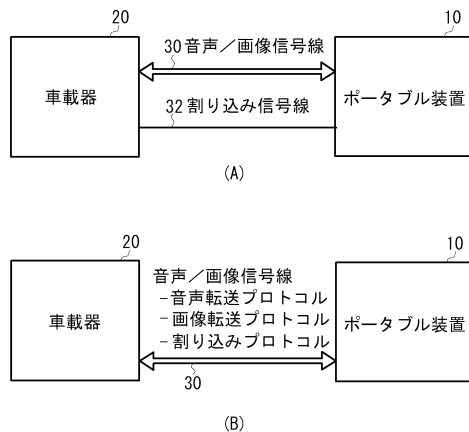 20
10
30 音声／画像信号線
車載器
ポータブル装置
32 割り込み信号線
(A)
20
10
音声／画像信号線
－音声転送プロトコル
－画像転送プロトコル
－割り込みプロトコル
車載器
ポータブル装置
30
(B)